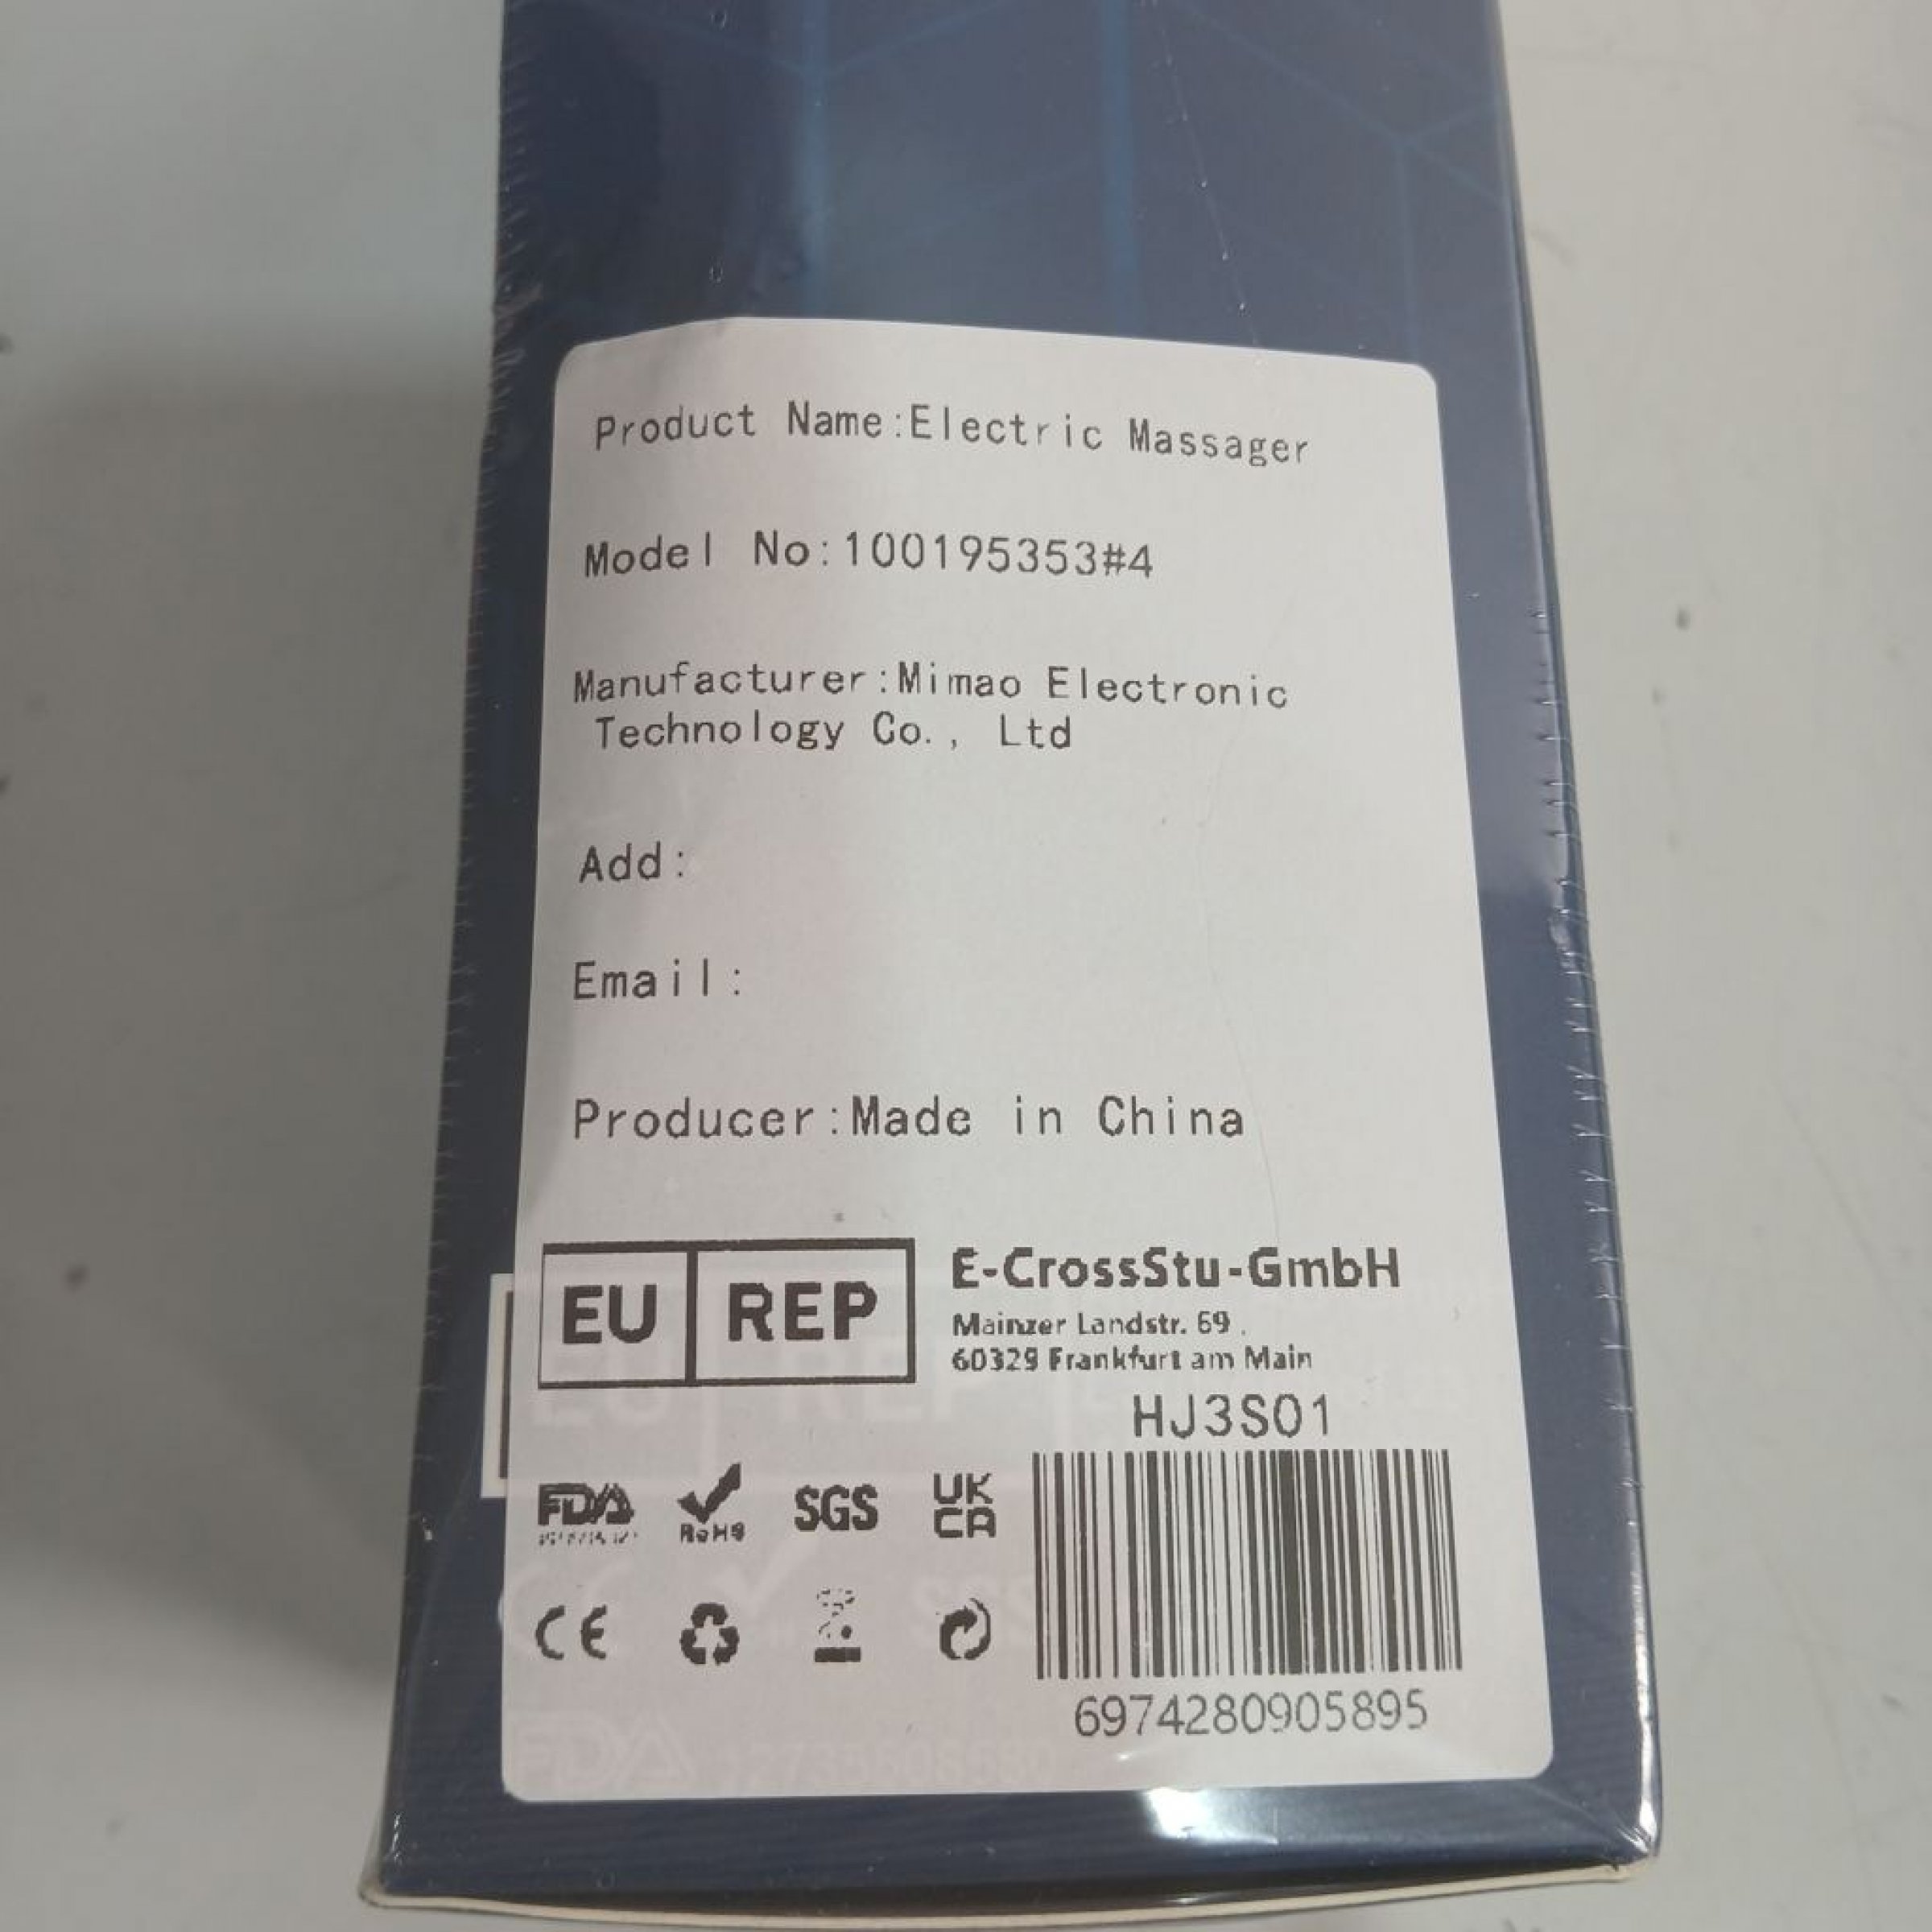 Product Name:Electric Massager
Model No:100195353#4
Manufacturer:Mimao Electronic
Technology Co., Ltd
Add:
Email:
Producer:Made in China
EU REP
E-CrossStu-GmbH
Mainzer Landstr. 69.
60329 Frankfurt am Main
HJ3S01
FDA RoHS SGS UK
CA
CE
6974280905895